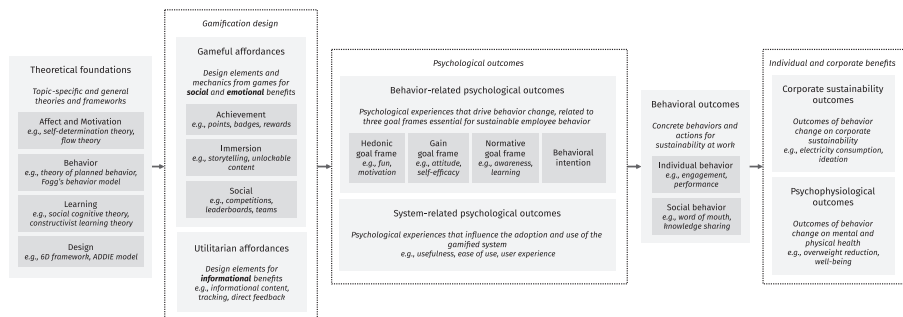 Theoretical foundations
Topic-specific and general
theories and frameworks
Affect and Motivation
e.g., self-determination theory,
flow theory
Behavior
e.g., theory of planned behavior,
Fogg's behavior model
Learning
e.g., social cognitive theory,
constructivist learning theory
Design
e.g., 6D framework, ADDIE model
Gamification design
Gameful affordances
Design elements and
mechanics from games for
social and emotional benefits
Achievement
e.g., points, badges, rewards
Immersion
e.g., storytelling, unlockable
content
Social
e.g., competitions,
leaderboards, teams
Utilitarian affordances
Design elements for
informational benefits
e.g., informational content,
tracking, direct feedback
Psychological outcomes
Behavior-related psychological outcomes
Psychological experiences that drive behavior change, related to
three goal frames essential for sustainable employee behavior
Hedonic
goal frame
e.g., fun,
motivation
Gain
goal frame
e.g., attitude,
self-efficacy
Normative
goal frame
e.g., awareness,
learning
Behavioral
intention
System-related psychological outcomes
Psychological experiences that influence the adoption and use of the
gamified system
e.g., usefulness, ease of use, user experience
Behavioral outcomes
Concrete behaviors and
actions for
sustainability at work
Individual behavior
e.g., engagement,
performance
Social behavior
e.g., word of mouth,
knowledge sharing
Individual and corporate benefits
Corporate sustainability
outcomes
Outcomes of behavior
change on corporate
sustainability
e.g., electricity consumption,
ideation
Psychophysiological
outcomes
Outcomes of behavior
change on mental and
physical health
e.g., overweight reduction,
well-being